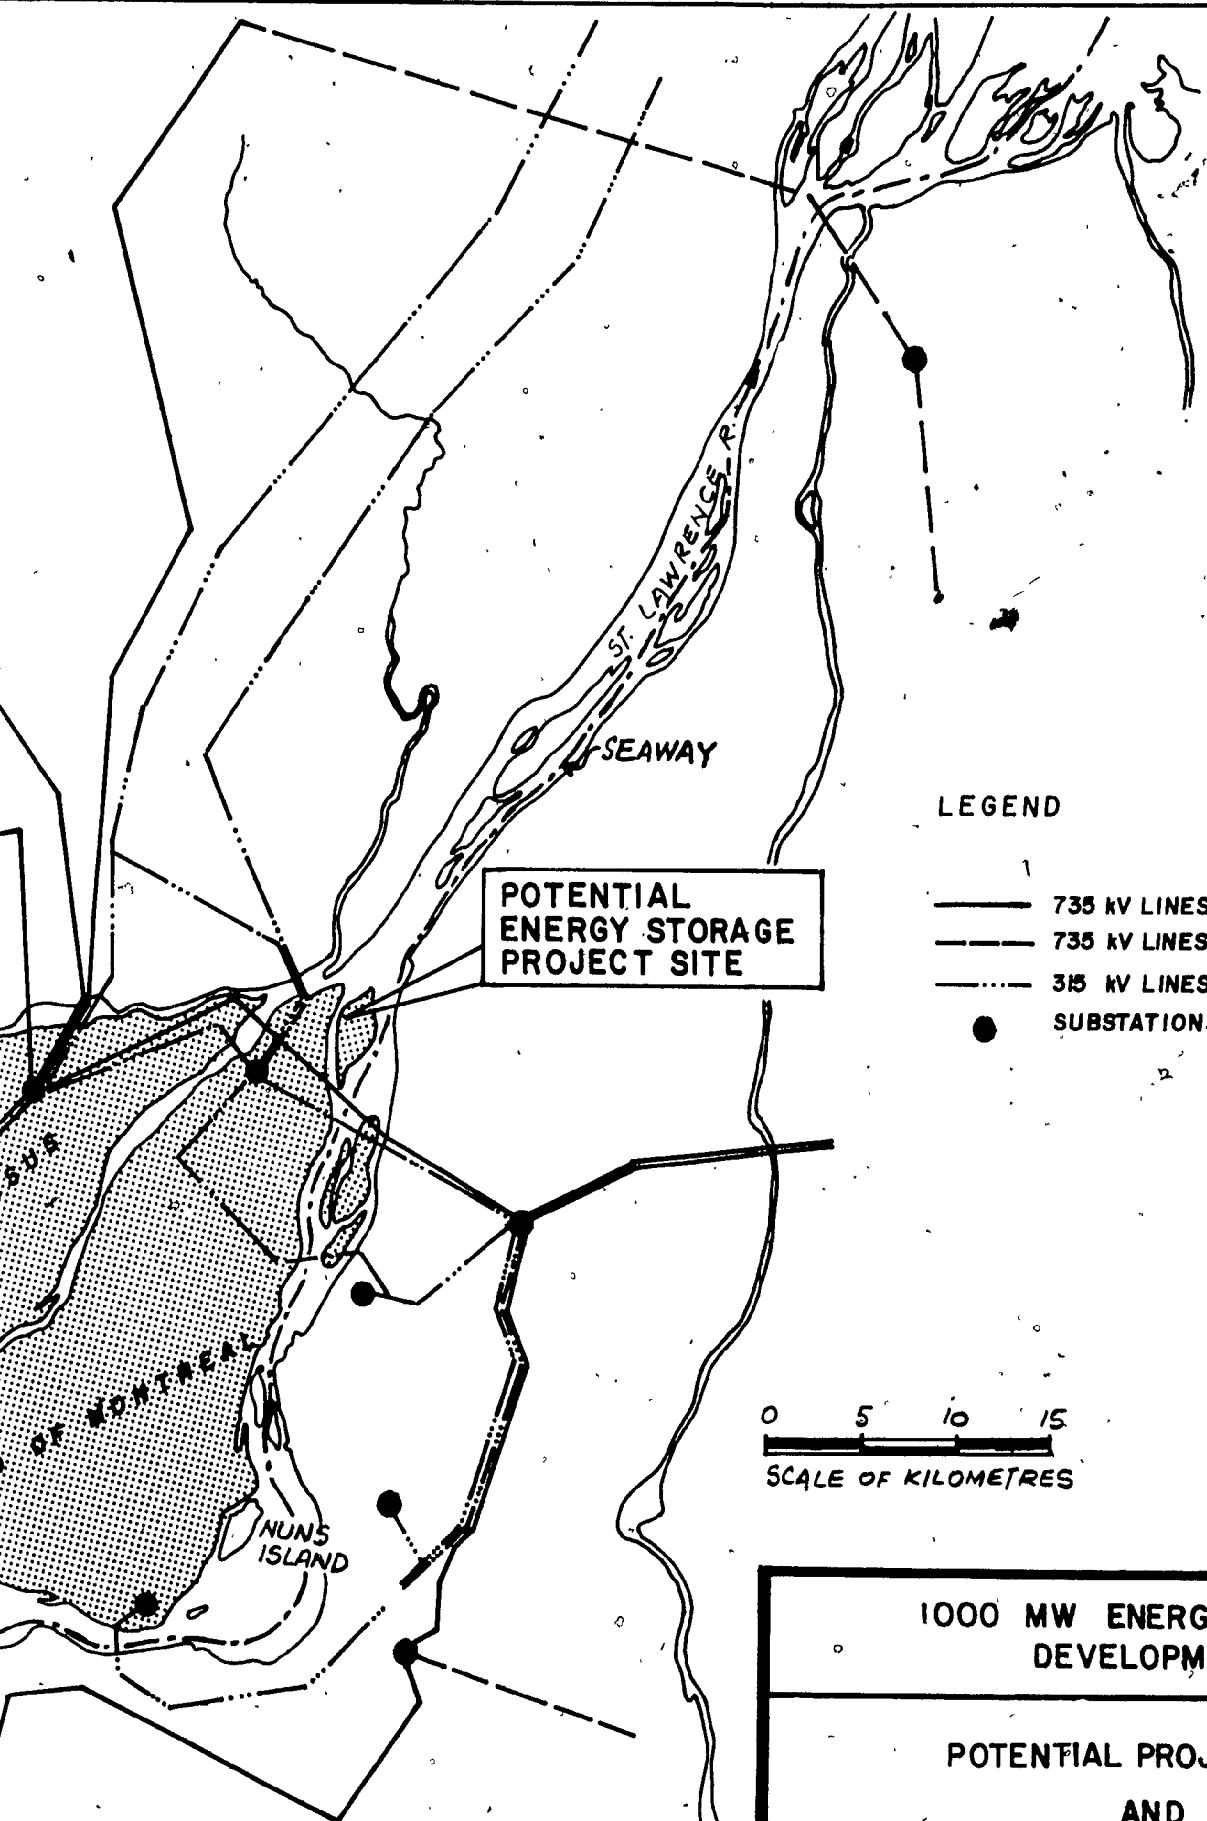 ST. LAWRENCE R.
SEAWAY
LEGEND
735 kV LINES
735 kV LINES
315 kV LINES
SUBSTATION
POTENTIAL
ENERGY STORAGE
PROJECT SITE
SUS
OF MONTREAL
NUNS
ISLAND
0 5 10 15
SCALE OF KILOMETRES
1000 MW ENERG
DEVELOPM
POTENTIAL PROJ
AND